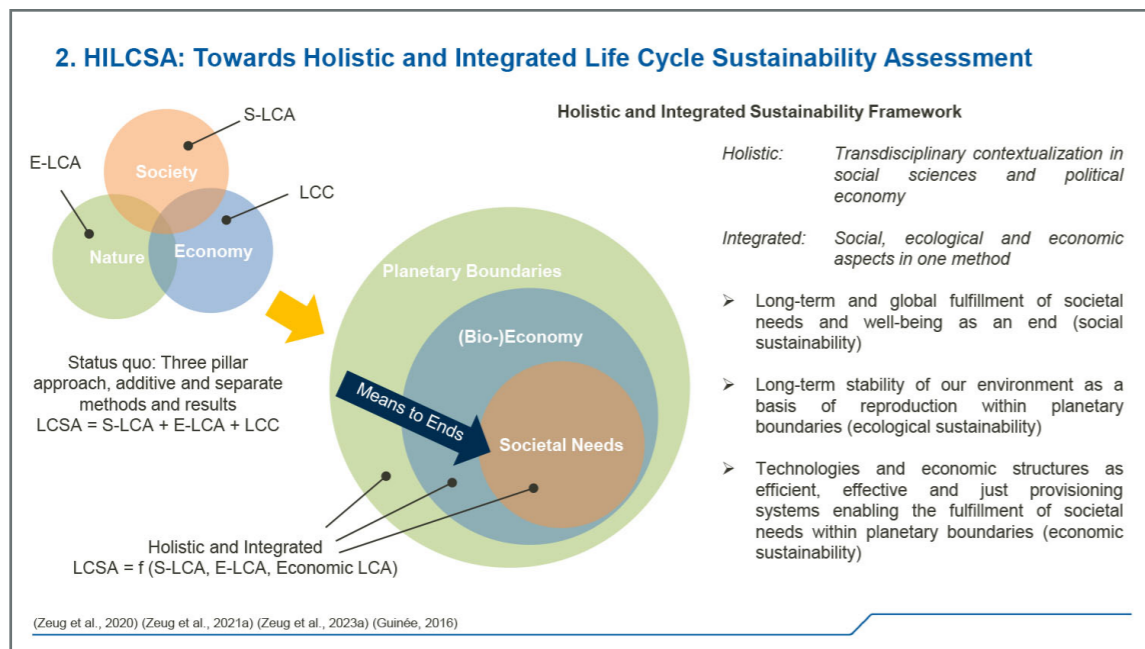 2. HILCSA: Towards Holistic and Integrated Life Cycle Sustainability Assessment
S-LCA
E-LCA
Society
LCC
Nature
Economy
Status quo: Three pillar
approach, additive and separate
methods and results
LCSA = S-LCA + E-LCA + LCC
Planetary Boundaries
(Bio-)Economy
Means to Ends
Societal Needs
Holistic and Integrated
LCSA = f (S-LCA, E-LCA, Economic LCA)
Holistic and Integrated Sustainability Framework
Holistic: Transdisciplinary contextualization in
social sciences and political
economy
Integrated: Social, ecological and economic
aspects in one method
➢ Long-term and global fulfillment of societal
needs and well-being as an end (social
sustainability)
➢ Long-term stability of our environment as a
basis of reproduction within planetary
boundaries (ecological sustainability)
➢ Technologies and economic structures as
efficient, effective and just provisioning
systems enabling the fulfillment of societal
needs within planetary boundaries (economic
sustainability)
(Zeug et al., 2020) (Zeug et al., 2021a) (Zeug et al., 2023a) (Guinée, 2016)